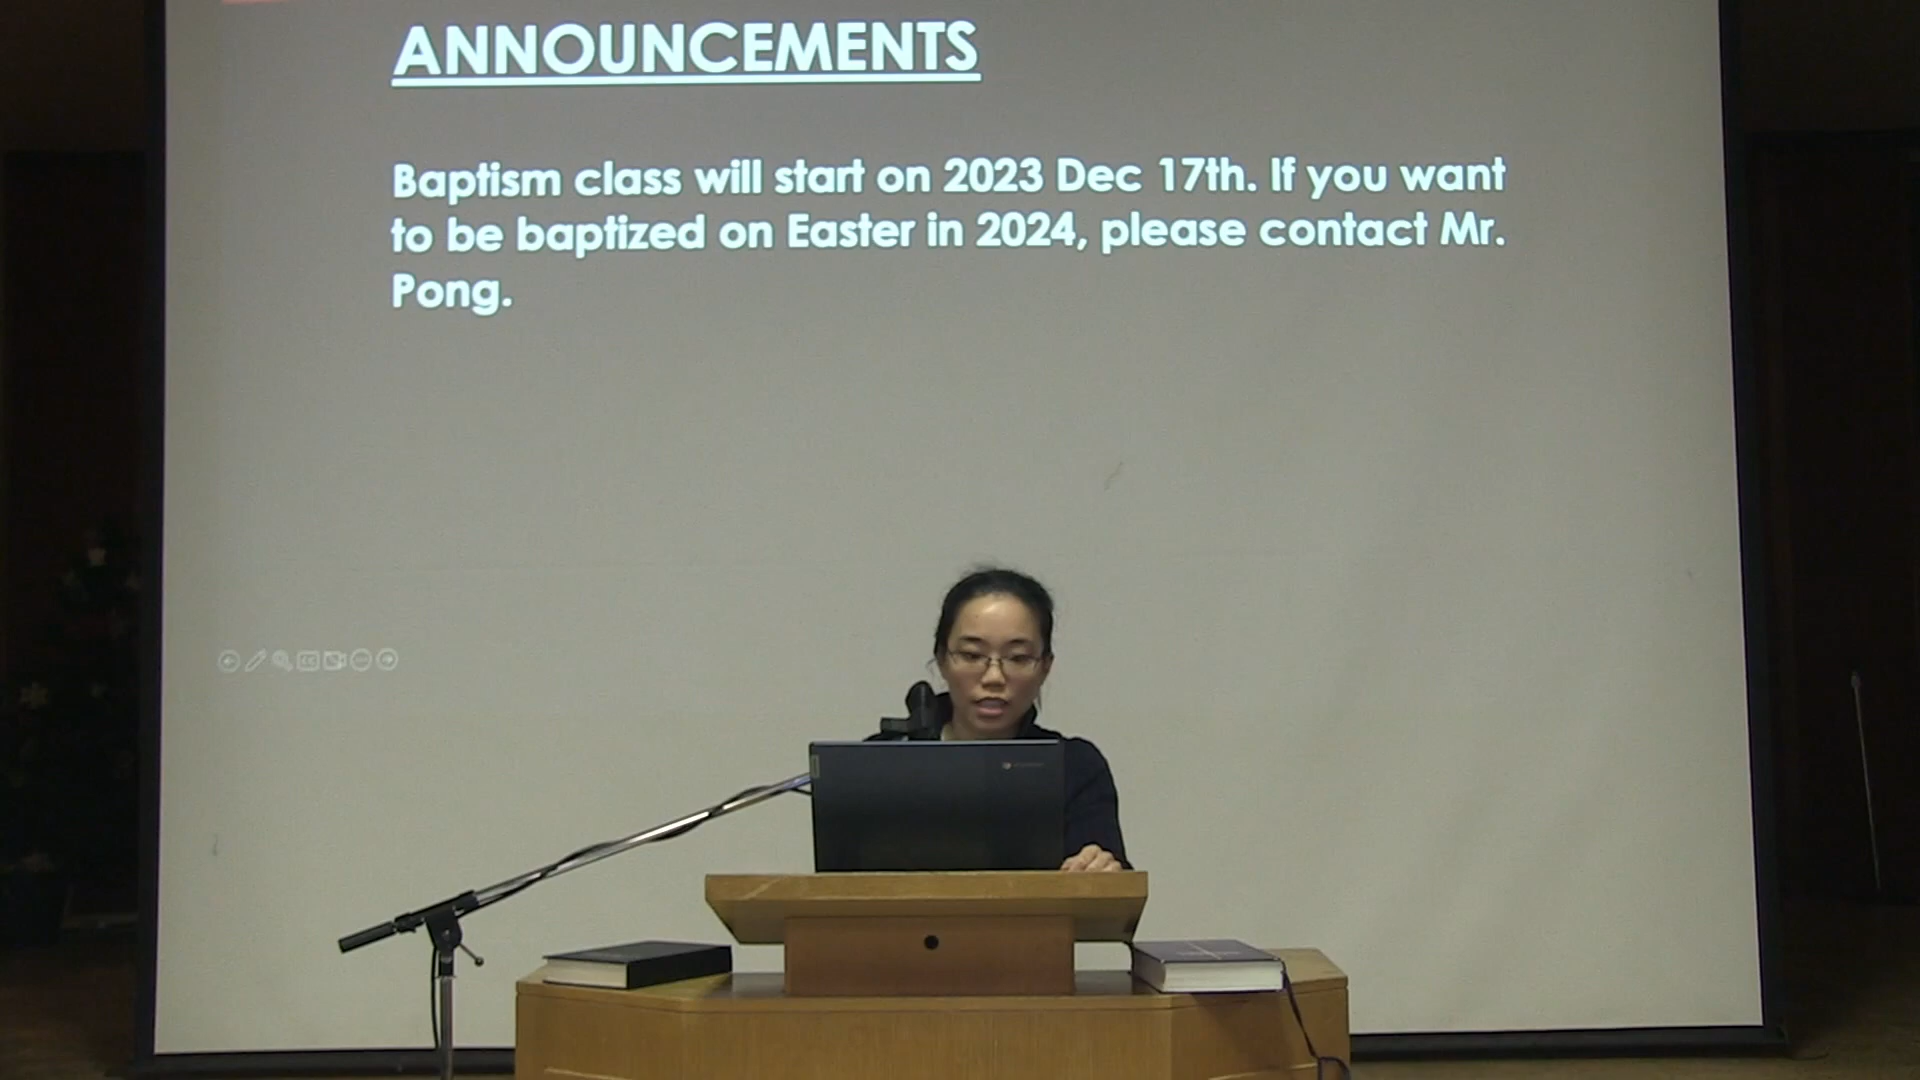 ANNOUNCEMENTS
Baptism class will start on 2023 Dec 17th. If you want
to be baptized on Easter in 2024, please contact Mr.
Pong.